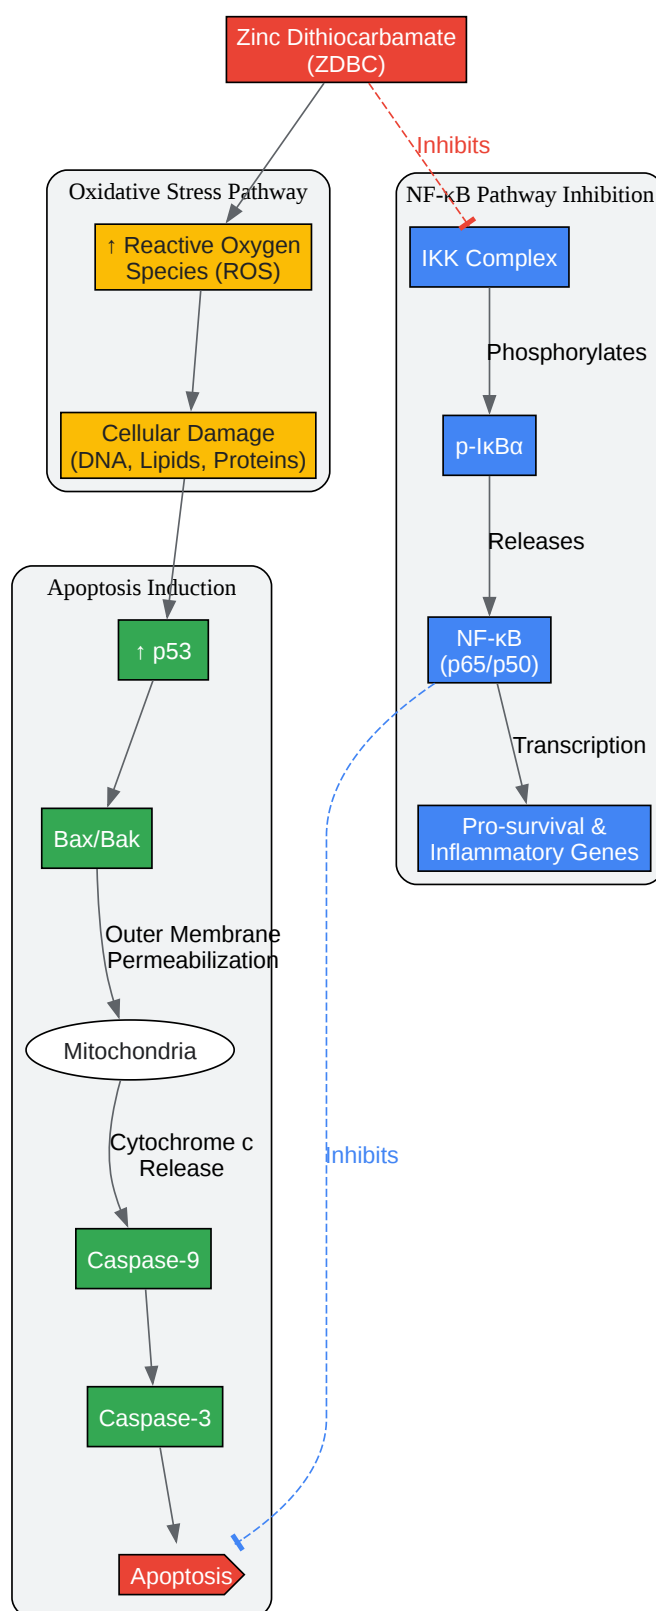 Zinc Dithiocarbamate
(ZDBC)
Inhibits
Oxidative Stress Pathway
↑ Reactive Oxygen
Species (ROS)
Cellular Damage
(DNA, Lipids, Proteins)
NF-κB Pathway Inhibition
IKK Complex
Phosphorylates
p-IκBα
Releases
NF-κB
(p65/p50)
Transcription
Pro-survival &
Inflammatory Genes
Apoptosis Induction
↑ p53
Bax/Bak
Outer Membrane
Permeabilization
Mitochondria
Cytochrome c
Release
Inhibits
Caspase-9
Caspase-3
Apoptosis